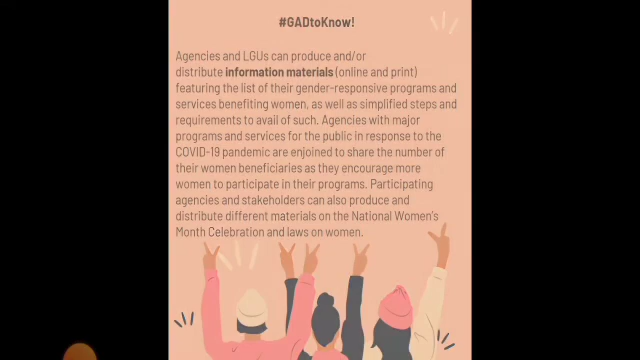 #GADtoKnow!
Agencies and LGUs can produce and/or
distribute information materials (online and print)
featuring the list of their gender-responsive programs and
services benefiting women, as well as simplified steps and
requirements to avail of such. Agencies with major
programs and services for the public in response to the
COVID-19 pandemic are enjoined to share the number of
their women beneficiaries as they encourage more
women to participate in their programs. Participating
agencies and stakeholders can also produce and
distribute different materials on the National Women's
Month Celebration and laws on women.